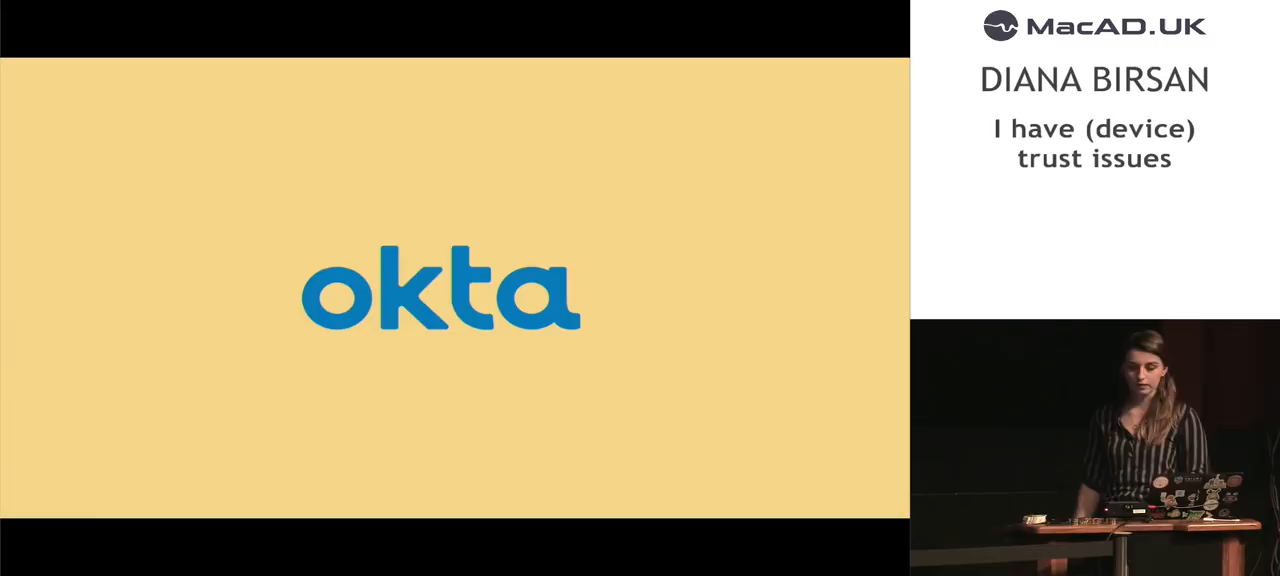 okta
MacAD.UK
DIANA BIRSAN
I have (device)
trust issues